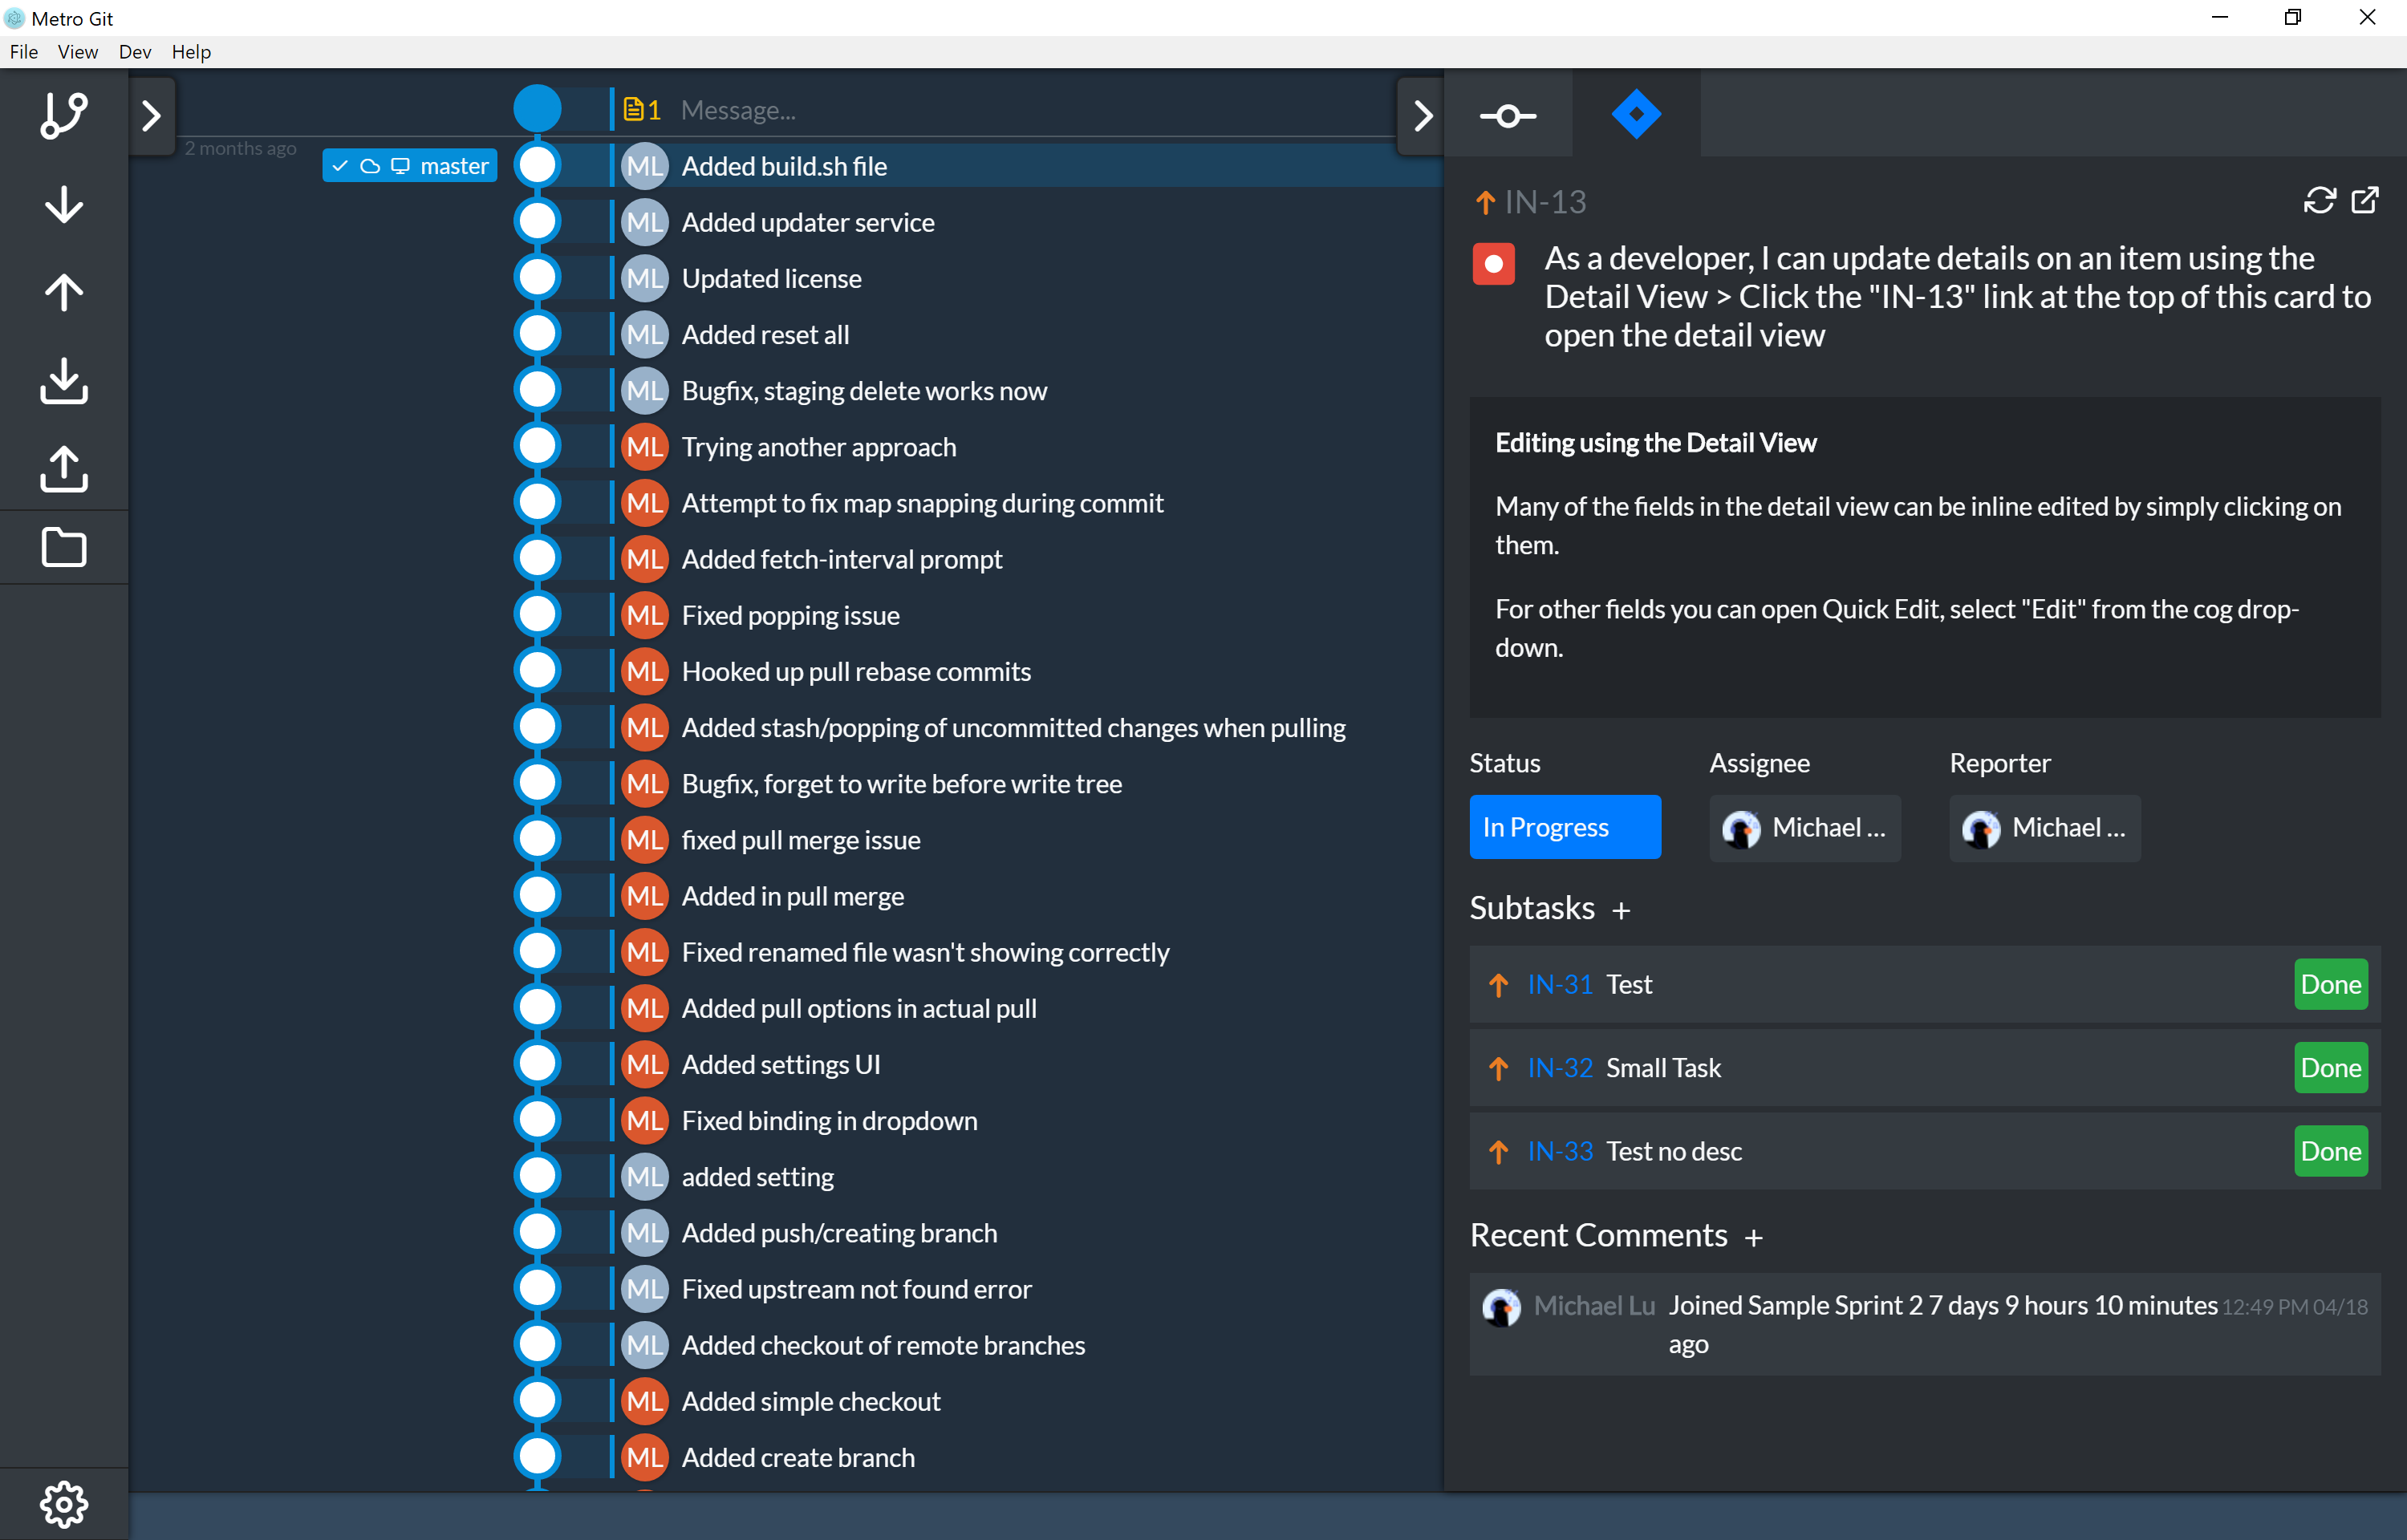 Metro Git
File View Dev Help
1 Message...
2 months ago
master
ML Added build.sh file
ML Added updater service
ML Updated license
ML Added reset all
ML Bugfix, staging delete works now
ML Trying another approach
ML Attempt to fix map snapping during commit
ML Added fetch-interval prompt
ML Fixed popping issue
ML Hooked up pull rebase commits
ML Added stash/popping of uncommitted changes when pulling
ML Bugfix, forget to write before write tree
ML fixed pull merge issue
ML Added in pull merge
ML Fixed renamed file wasn't showing correctly
ML Added pull options in actual pull
ML Added settings UI
ML Fixed binding in dropdown
ML added setting
ML Added push/creating branch
ML Fixed upstream not found error
ML Added checkout of remote branches
ML Added simple checkout
ML Added create branch
IN-13
As a developer, I can update details on an item using the
Detail View > Click the "IN-13" link at the top of this card to
open the detail view
Editing using the Detail View
Many of the fields in the detail view can be inline edited by simply clicking on
them.
For other fields you can open Quick Edit, select "Edit" from the cog drop-
down.
Status Assignee Reporter
In Progress Michael ... Michael ...
Subtasks +
IN-31 Test Done
IN-32 Small Task Done
IN-33 Test no desc Done
Recent Comments +
Michael Lu Joined Sample Sprint 2 7 days 9 hours 10 minutes 12:49 PM 04/18
ago